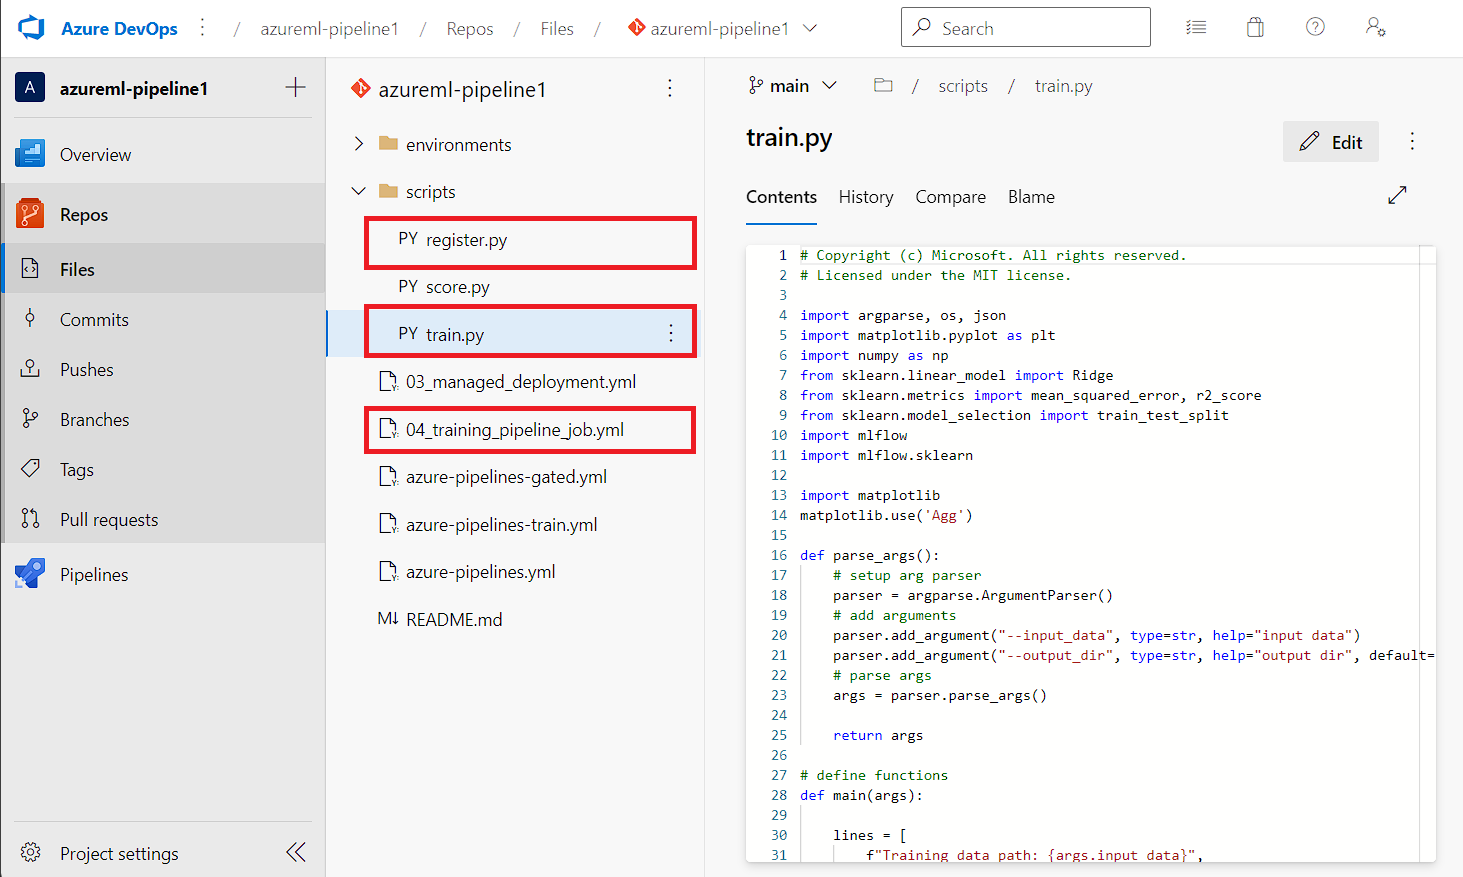 Azure DevOps / azureml-pipeline1 / Repos / Files / azureml-pipeline1
Search
A azureml-pipeline1
Overview
Repos
Files
Commits
Pushes
Branches
Tags
Pull requests
Pipelines
Project settings
azureml-pipeline1
environments
scripts
PY register.py
PY score.py
PY train.py
03_managed_deployment.yml
04_training_pipeline_job.yml
azure-pipelines-gated.yml
azure-pipelines-train.yml
azure-pipelines.yml
M↓ README.md
main / scripts / train.py
train.py
Edit
Contents History Compare Blame
1 # Copyright (c) Microsoft. All rights reserved.
2 # Licensed under the MIT license.
3
4 import argparse, os, json
5 import matplotlib.pyplot as plt
6 import numpy as np
7 from sklearn.linear_model import Ridge
8 from sklearn.metrics import mean_squared_error, r2_score
9 from sklearn.model_selection import train_test_split
10 import mlflow
11 import mlflow.sklearn
12
13 import matplotlib
14 matplotlib.use('Agg')
15
16 def parse_args():
17 # setup arg parser
18 parser = argparse.ArgumentParser()
19 # add arguments
20 parser.add_argument("--input_data", type=str, help="input data")
21 parser.add_argument("--output_dir", type=str, help="output dir", default=
22 # parse args
23 args = parser.parse_args()
24
25 return args
26
27 # define functions
28 def main(args):
29
30 lines = [
31 f"Training data path: {args.input_data}",